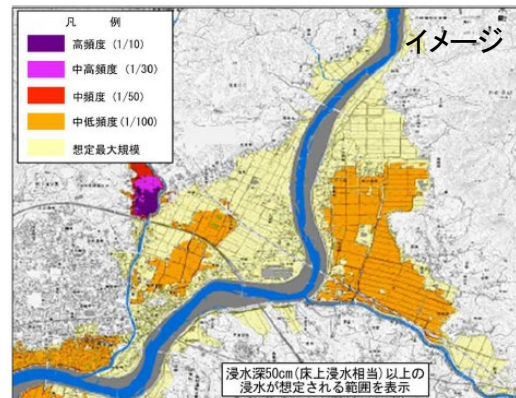 凡 例
高頻度 (1/10)
中高頻度 (1/30)
中頻度 (1/50)
中低頻度 (1/100)
想定最大規模
イメージ
浸水深50cm(床上浸水相当)以上の
浸水が想定される範囲を表示